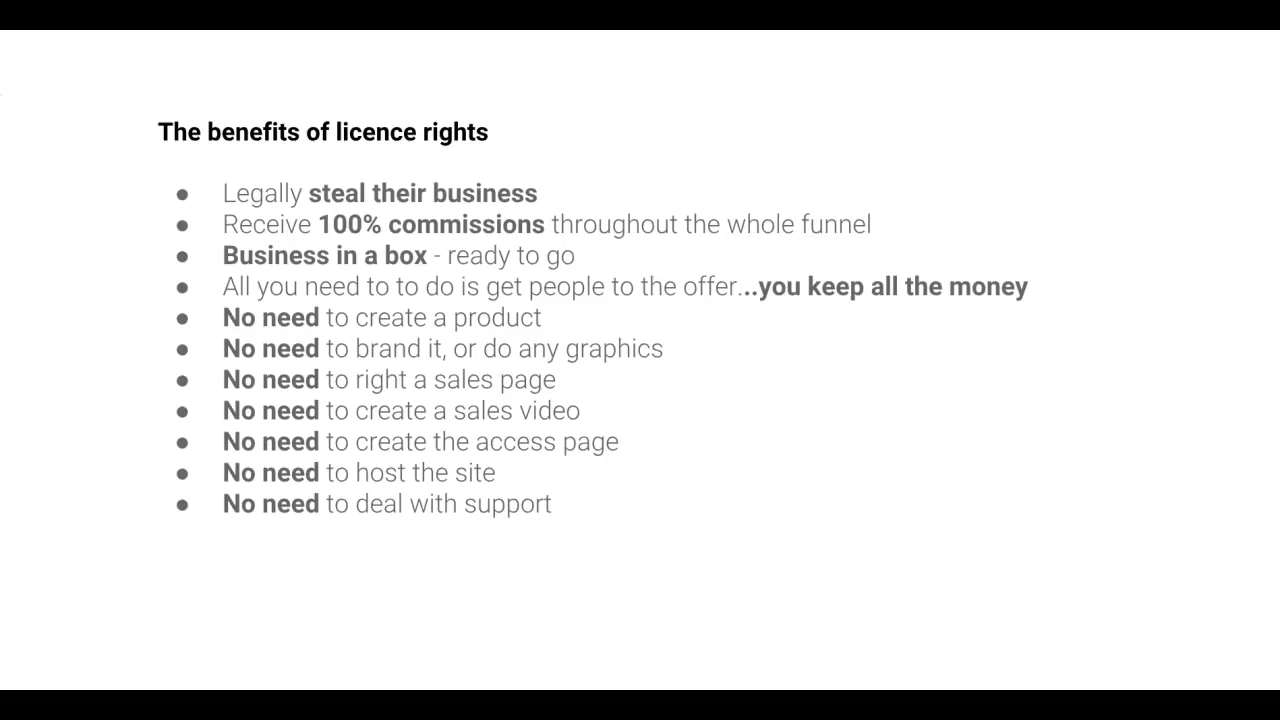 The benefits of licence rights
● Legally steal their business
● Receive 100% commissions throughout the whole funnel
● Business in a box - ready to go
● All you need to to do is get people to the offer...you keep all the money
● No need to create a product
● No need to brand it, or do any graphics
● No need to right a sales page
● No need to create a sales video
● No need to create the access page
● No need to host the site
● No need to deal with support